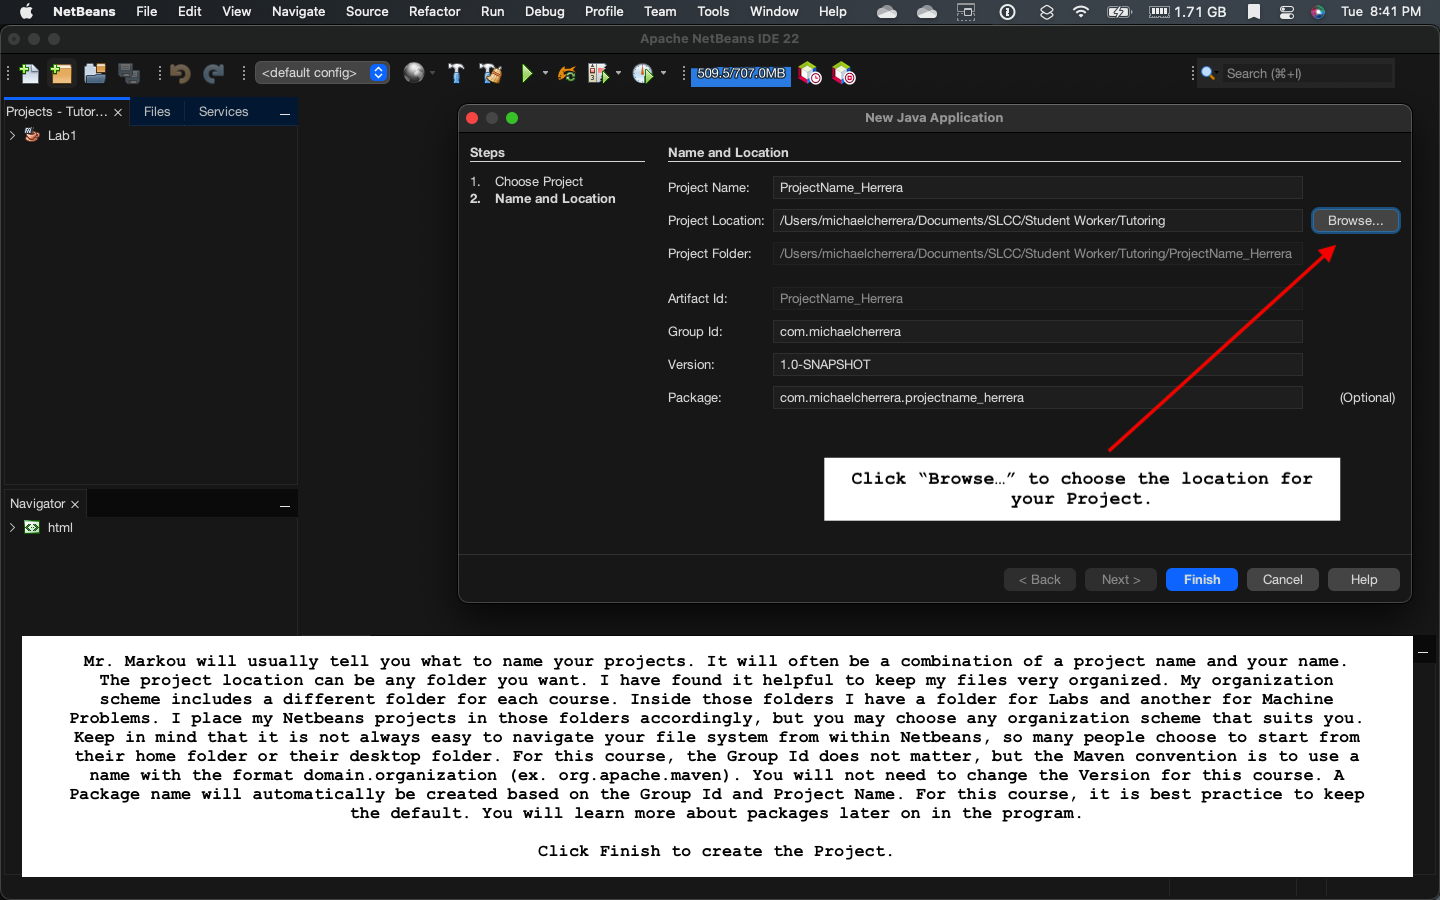 NetBeans File Edit View Navigate Source Refactor Run Debug Profile Team Tools Window Help 1.71 GB Tue 8:41 PM
Apache NetBeans IDE 22
<default config> 509.5/707.0MB Search (⌘+I)
Projects - Tutor... × Files Services
Lab1
New Java Application
Steps
1. Choose Project
2. Name and Location
Name and Location
Project Name: ProjectName_Herrera
Project Location: /Users/michaelcherrera/Documents/SLCC/Student Worker/Tutoring Browse...
Project Folder: /Users/michaelcherrera/Documents/SLCC/Student Worker/Tutoring/ProjectName_Herrera
Artifact Id: ProjectName_Herrera
Group Id: com.michaelcherrera
Version: 1.0-SNAPSHOT
Package: com.michaelcherrera.projectname_herrera (Optional)
Click “Browse…” to choose the location for
your Project.
< Back Next > Finish Cancel Help
Navigator ×
html
Mr. Markou will usually tell you what to name your projects. It will often be a combination of a project name and your name.
The project location can be any folder you want. I have found it helpful to keep my files very organized. My organization
scheme includes a different folder for each course. Inside those folders I have a folder for Labs and another for Machine
Problems. I place my Netbeans projects in those folders accordingly, but you may choose any organization scheme that suits you.
Keep in mind that it is not always easy to navigate your file system from within Netbeans, so many people choose to start from
their home folder or their desktop folder. For this course, the Group Id does not matter, but the Maven convention is to use a
name with the format domain.organization (ex. org.apache.maven). You will not need to change the Version for this course. A
Package name will automatically be created based on the Group Id and Project Name. For this course, it is best practice to keep
the default. You will learn more about packages later on in the program.
Click Finish to create the Project.